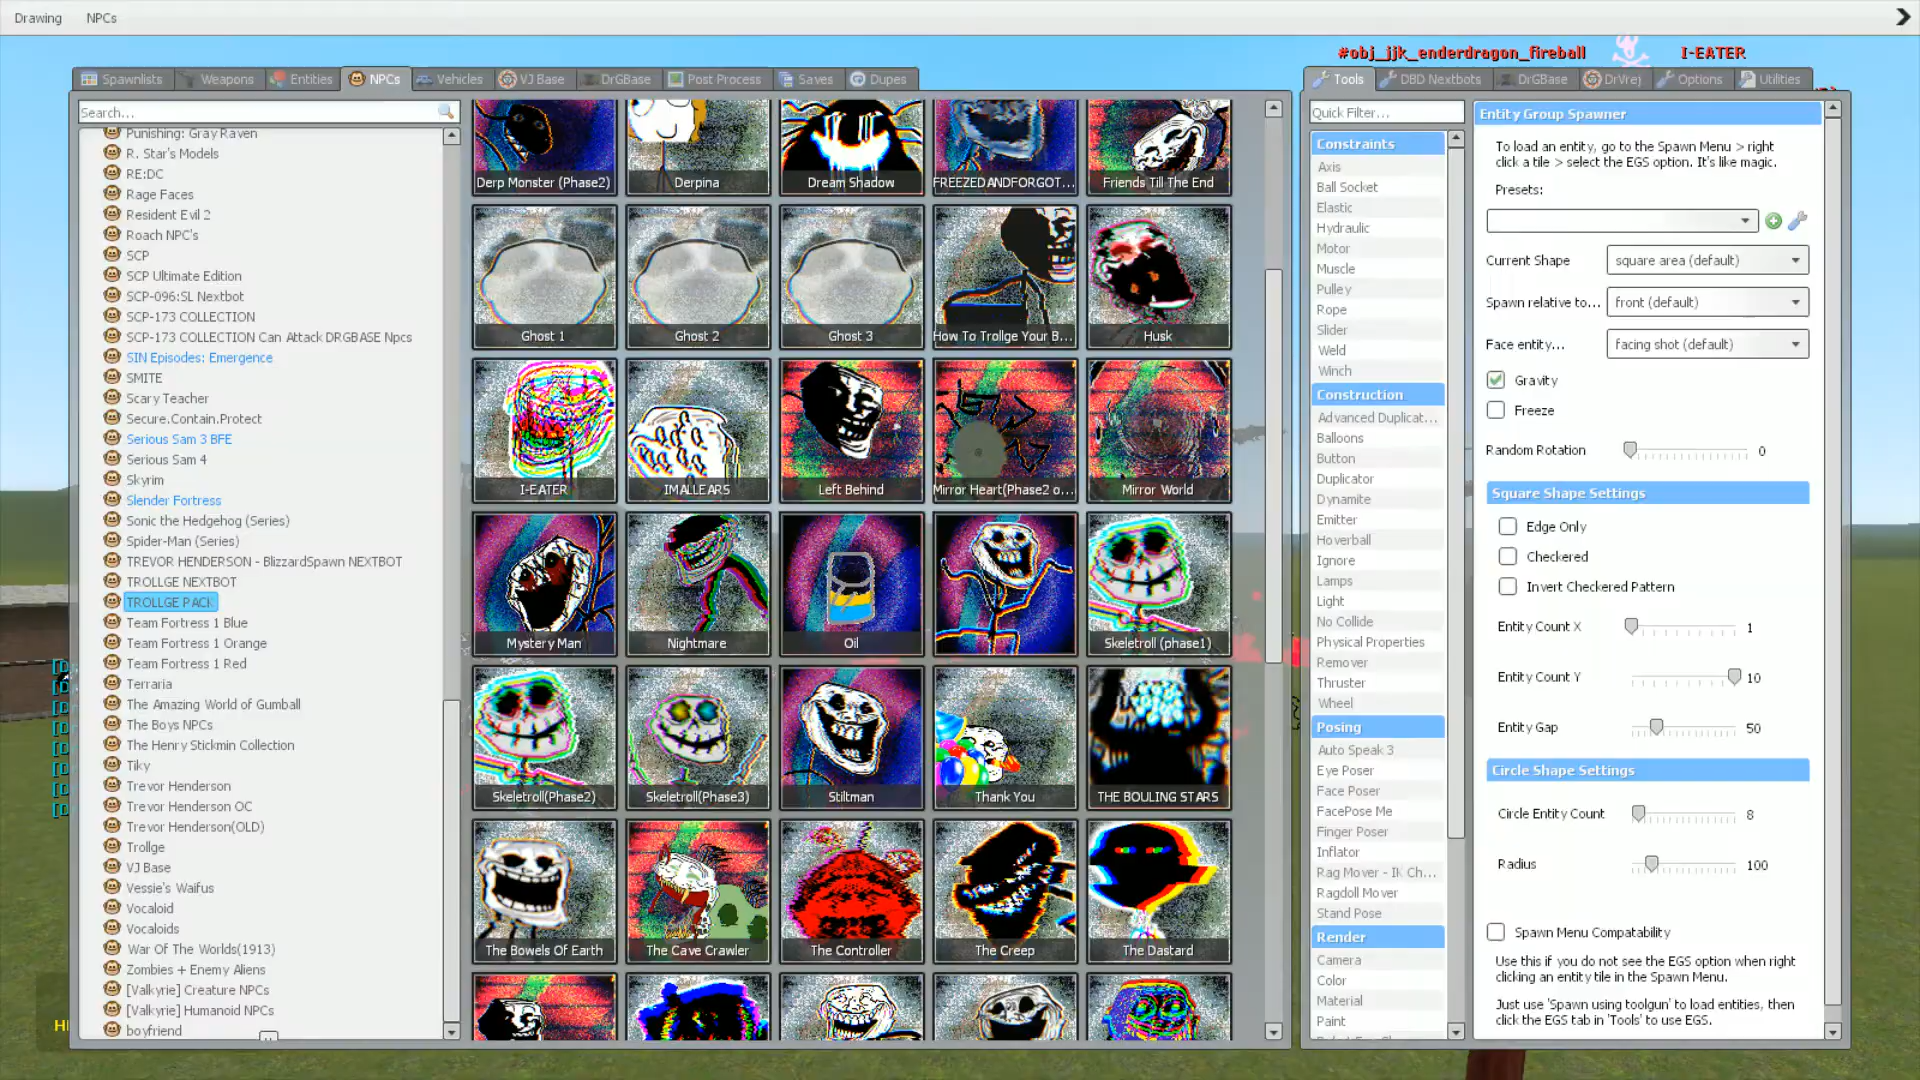 Drawing NPCs
#obj_jjk_enderdragon_fireball I-EATER
Spawnlists Weapons Entities NPCs Vehicles VJ Base DrGBase Post Process Saves Dupes
Search...
Punishing: Gray Raven
R. Star's Models
RE:DC
Rage Faces
Resident Evil 2
Roach NPC's
SCP
SCP Ultimate Edition
SCP-096:SL Nextbot
SCP-173 COLLECTION
SCP-173 COLLECTION Can Attack DRGBASE Npcs
SIN Episodes: Emergence
SMITE
Scary Teacher
Secure.Contain.Protect
Serious Sam 3 BFE
Serious Sam 4
Skyrim
Slender Fortress
Sonic the Hedgehog (Series)
Spider-Man (Series)
TREVOR HENDERSON - BlizzardSpawn NEXTBOT
TROLLGE NEXTBOT
TROLLGE PACK
Team Fortress 1 Blue
Team Fortress 1 Orange
Team Fortress 1 Red
Terraria
The Amazing World of Gumball
The Boys NPCs
The Henry Stickmin Collection
Tiky
Trevor Henderson
Trevor Henderson OC
Trevor Henderson(OLD)
Trollge
VJ Base
Vessie's Waifus
Vocaloid
Vocaloids
War Of The Worlds(1913)
Zombies + Enemy Aliens
[Valkyrie] Creature NPCs
[Valkyrie] Humanoid NPCs
boyfriend
Derp Monster (Phase2) Derpina Dream Shadow FREEZEDANDFORGOT... Friends Till The End
Ghost 1 Ghost 2 Ghost 3 How To Trollge Your B... Husk
I-EATER IMALLEARS Left Behind Mirror Heart(Phase2 o... Mirror World
Mystery Man Nightmare Oil Skeletroll (phase1)
Skeletroll(Phase2) Skeletroll(Phase3) Stiltman Thank You THE BOULING STARS
The Bowels Of Earth The Cave Crawler The Controller The Creep The Dastard
Tools DBD Nextbots DrGBase DrVrej Options Utilities
Quick Filter...
Constraints
Axis
Ball Socket
Elastic
Hydraulic
Motor
Muscle
Pulley
Rope
Slider
Weld
Winch
Construction
Advanced Duplicat...
Balloons
Button
Duplicator
Dynamite
Emitter
Hoverball
Ignore
Lamps
Light
No Collide
Physical Properties
Remover
Thruster
Wheel
Posing
Auto Speak 3
Eye Poser
Face Poser
FacePose Me
Finger Poser
Inflator
Rag Mover - IK Ch...
Ragdoll Mover
Stand Pose
Render
Camera
Color
Material
Paint
Entity Group Spawner
To load an entity, go to the Spawn Menu > right
click a tile > select the EGS option. It's like magic.
Presets:
Current Shape square area (default)
Spawn relative to... front (default)
Face entity... facing shot (default)
Gravity
Freeze
Random Rotation 0
Square Shape Settings
Edge Only
Checkered
Invert Checkered Pattern
Entity Count X 1
Entity Count Y 10
Entity Gap 50
Circle Shape Settings
Circle Entity Count 8
Radius 100
Spawn Menu Compatability
Use this if you do not see the EGS option when right
clicking an entity tile in the Spawn Menu.
Just use 'Spawn using toolgun' to load entities, then
click the EGS tab in 'Tools' to use EGS.